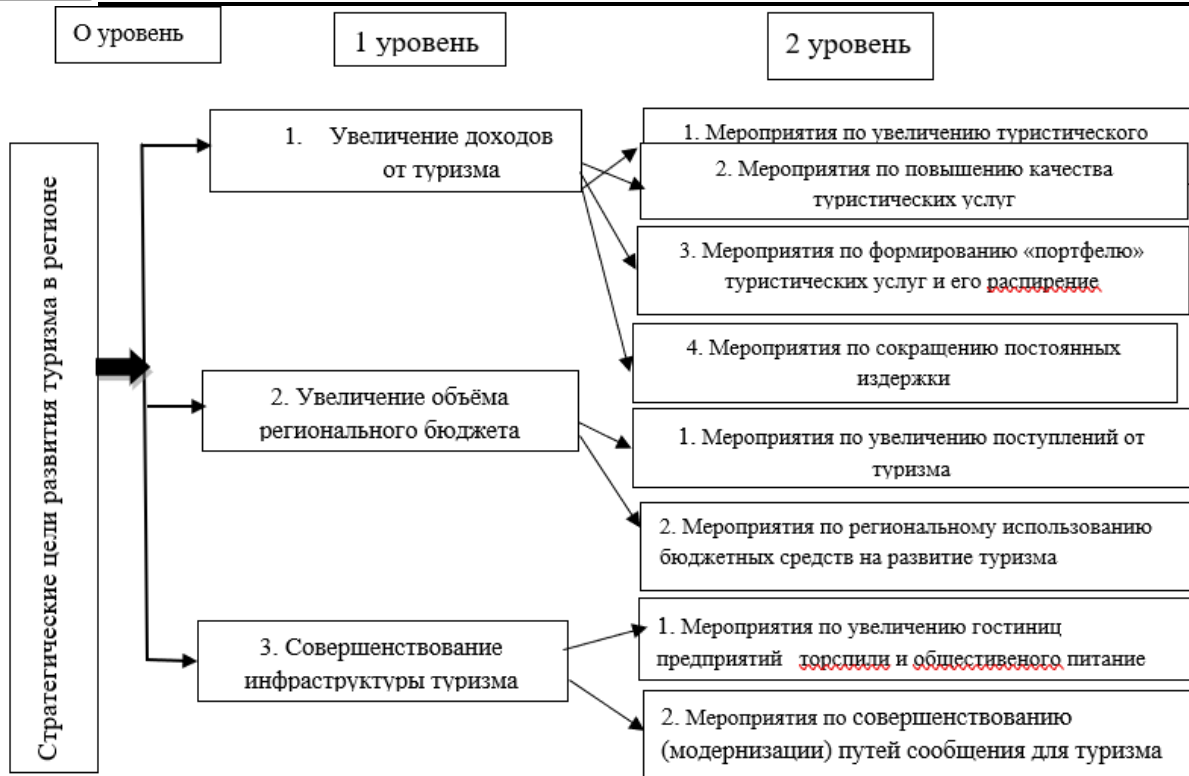 О уровень
1 уровень
2 уровень
Стратегические цели развития туризма в регионе
1. Увеличение доходов
от туризма
1. Мероприятия по увеличению туристического
2. Мероприятия по повышению качества
туристических услуг
3. Мероприятия по формированию «портфелю»
туристических услуг и его распирение
4. Мероприятия по сокращению постоянных
издержки
2. Увеличение объёма
регионального бюджета
1. Мероприятия по увеличению поступлений от
туризма
2. Мероприятия по региональному использованию
бюджетных средств на развитие туризма
3. Совершенствование
инфраструктуры туризма
1. Мероприятия по увеличению гостиниц
предприятий торспили и общестивеного питание
2. Мероприятия по совершенствованию
(модернизации) путей сообщения для туризма